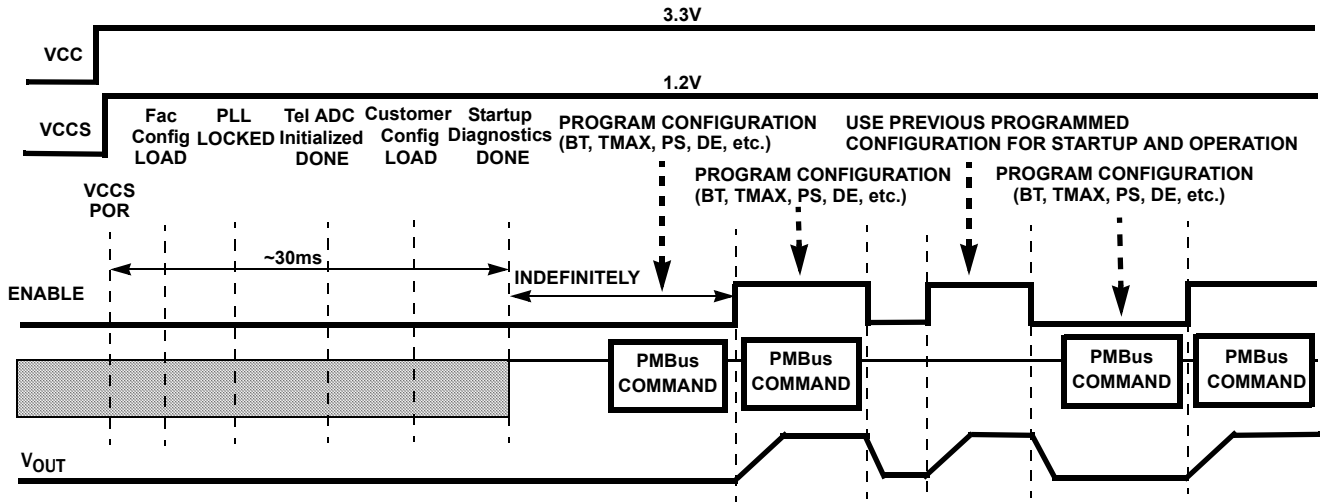 3.3V
VCC
1.2V
VCCS
Fac
Config
LOAD
PLL
LOCKED
Tel ADC
Initialized
DONE
Customer
Config
LOAD
Startup
Diagnostics
DONE
PROGRAM CONFIGURATION
(BT, TMAX, PS, DE, etc.)
USE PREVIOUS PROGRAMMED
CONFIGURATION FOR STARTUP AND OPERATION
PROGRAM CONFIGURATION
(BT, TMAX, PS, DE, etc.)
PROGRAM CONFIGURATION
(BT, TMAX, PS, DE, etc.)
VCCS
POR
~30ms
INDEFINITELY
ENABLE
PMBus
COMMAND
PMBus
COMMAND
PMBus
COMMAND
PMBus
COMMAND
VOUT